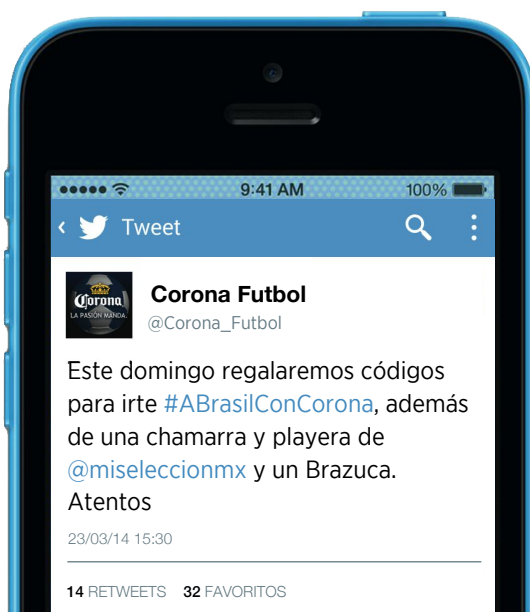 9:41 AM 100%
Tweet
Corona
LA PASIÓN MANDA.
Corona Futbol
@Corona_Futbol
Este domingo regalaremos códigos
para irte #ABrasilConCorona, además
de una chamarra y playera de
@miseleccionmx y un Brazuca.
Atentos
23/03/14 15:30
14 RETWEETS 32 FAVORITOS